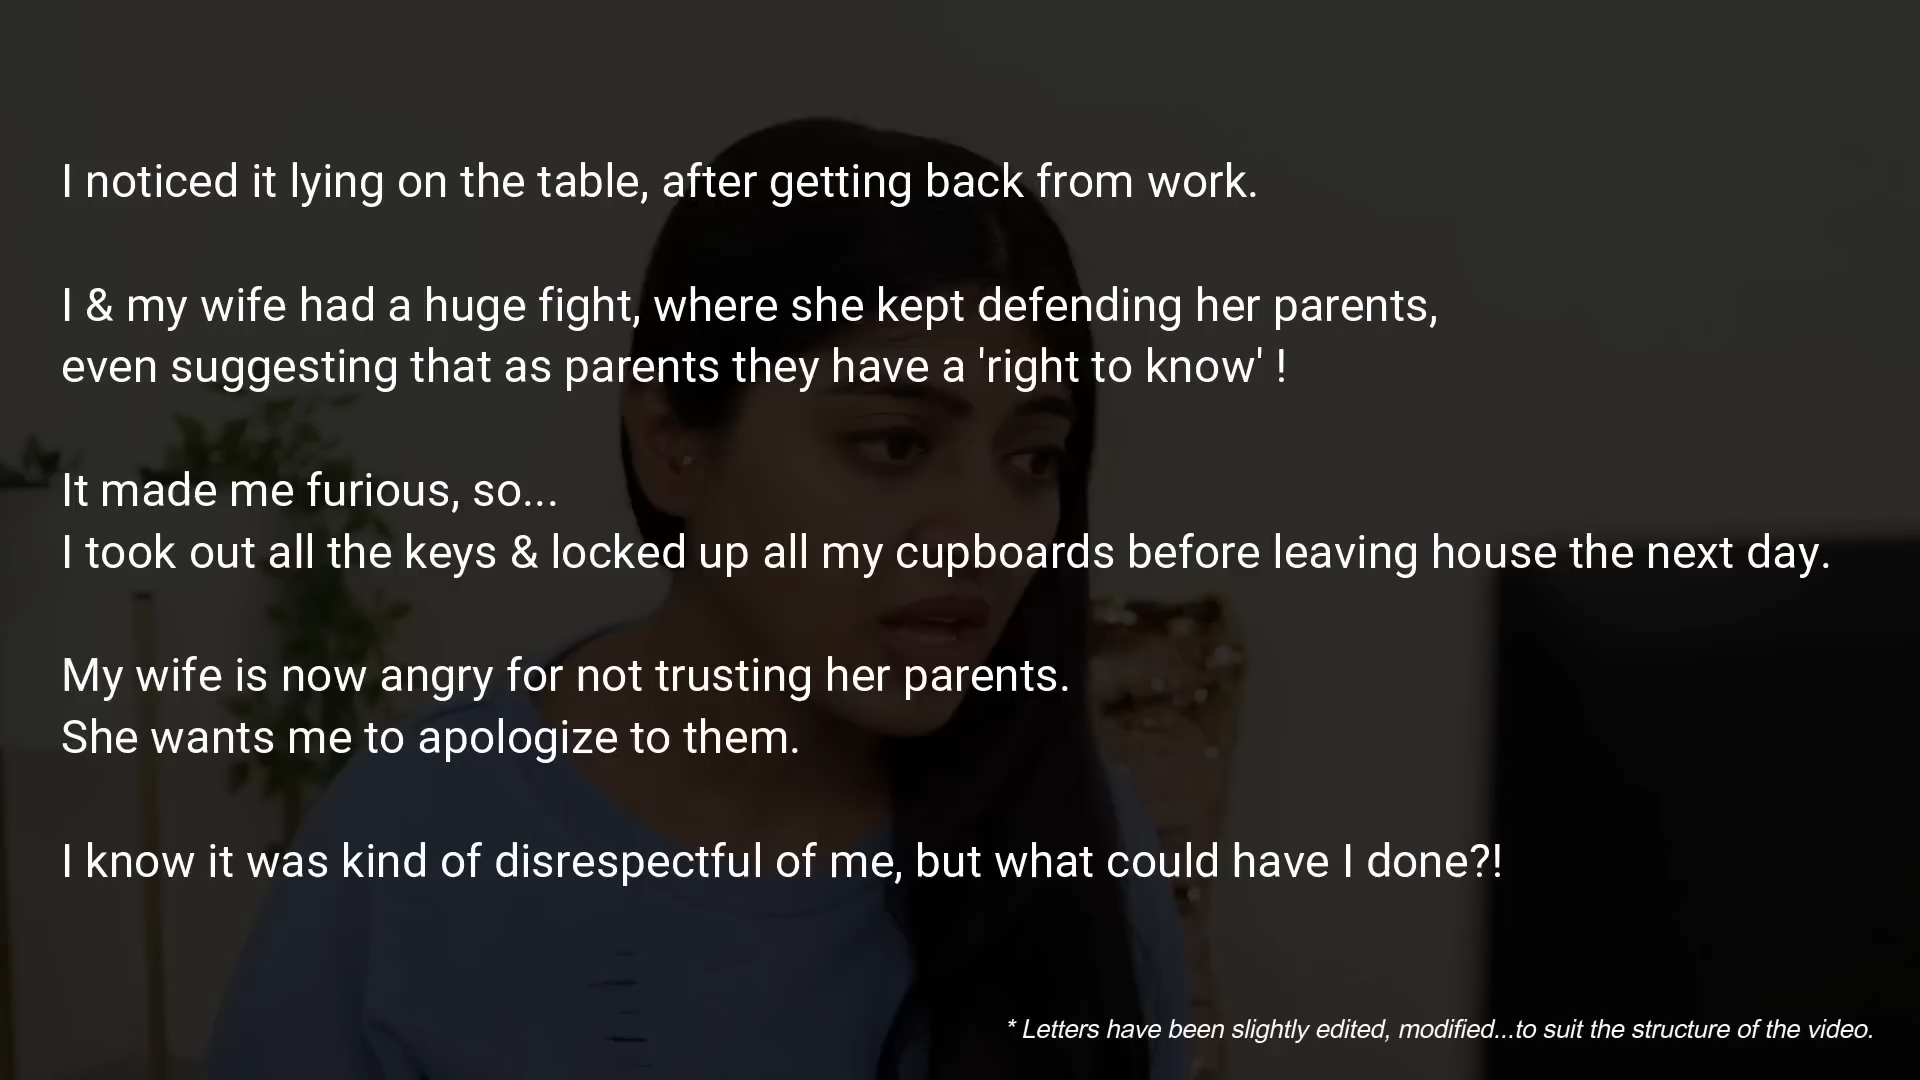 I noticed it lying on the table, after getting back from work.
I & my wife had a huge fight, where she kept defending her parents,
even suggesting that as parents they have a 'right to know' !
It made me furious, so...
I took out all the keys & locked up all my cupboards before leaving house the next day.
My wife is now angry for not trusting her parents.
She wants me to apologize to them.
I know it was kind of disrespectful of me, but what could have I done?!
* Letters have been slightly edited, modified...to suit the structure of the video.